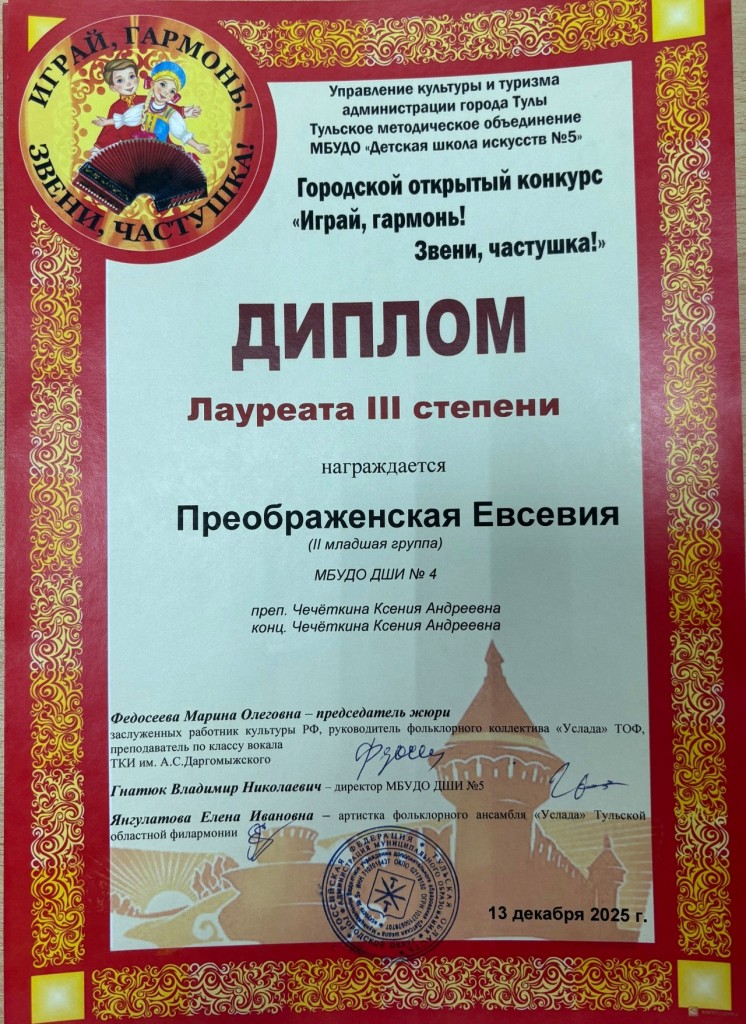 ИГРАЙ, ГАРМОНЬ!
ЗВЕНИ, ЧАСТУШКА!
Управление культуры и туризма
администрации города Тулы
Тульское методическое объединение
МБУДО «Детская школа искусств №5»
Городской открытый конкурс
«Играй, гармонь!
Звени, частушка!»
ДИПЛОМ
Лауреата III степени
награждается
Преображенская Евсевия
(II младшая группа)
МБУДО ДШИ № 4
преп. Чечёткина Ксения Андреевна
конц. Чечёткина Ксения Андреевна
Федосеева Марина Олеговна – председатель жюри
заслуженных работник культуры РФ, руководитель фольклорного коллектива «Услада» ТОФ,
преподаватель по классу вокала
ТКИ им. А.С.Даргомыжского
Гнатюк Владимир Николаевич – директор МБУДО ДШИ №5
Янгулатова Елена Ивановна – артистка фольклорного ансамбля «Услада» Тульской
областной филармонии
13 декабря 2025 г.